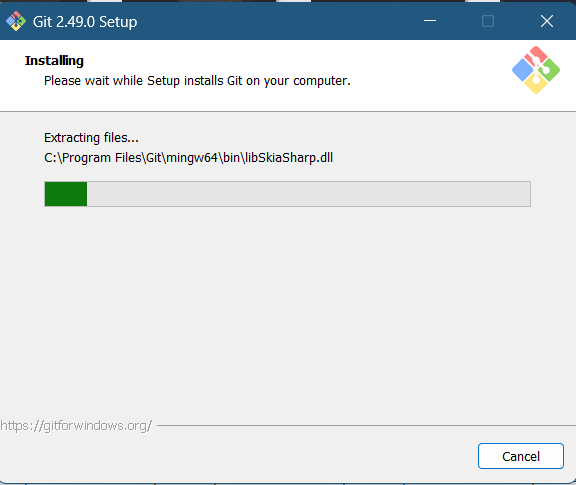 Git 2.49.0 Setup
Installing
Please wait while Setup installs Git on your computer.
Extracting files...
C:\Program Files\Git\mingw64\bin\libSkiaSharp.dll
https://gitforwindows.org/
Cancel